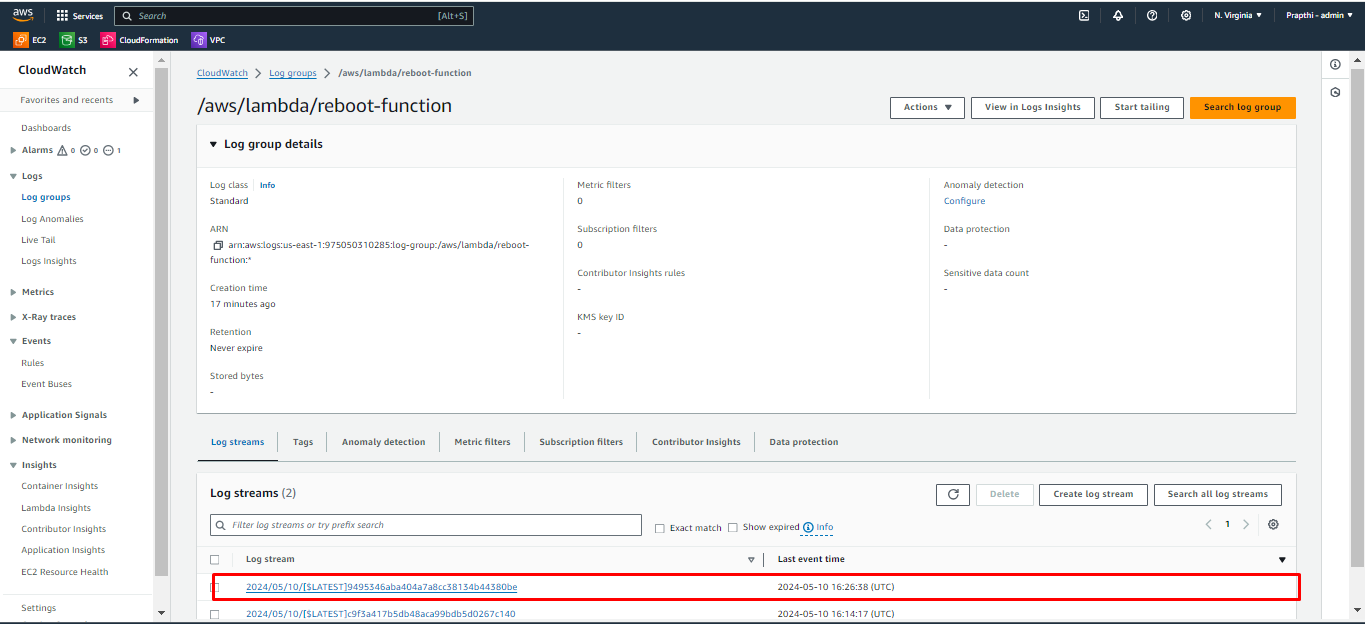 aws
Services
Search
[Alt+S]
N. Virginia
Prapthi - admin
EC2
S3
CloudFormation
VPC
CloudWatch
Favorites and recents
Dashboards
Alarms 0 0 1
Logs
Log groups
Log Anomalies
Live Tail
Logs Insights
Metrics
X-Ray traces
Events
Rules
Event Buses
Application Signals
Network monitoring
Insights
Container Insights
Lambda Insights
Contributor Insights
Application Insights
EC2 Resource Health
Settings
CloudWatch
Log groups
/aws/lambda/reboot-function
/aws/lambda/reboot-function
Actions
View in Logs Insights
Start tailing
Search log group
Log group details
Log class
Info
Standard
ARN
arn:aws:logs:us-east-1:975050310285:log-group:/aws/lambda/reboot-
function:*
Creation time
17 minutes ago
Retention
Never expire
Stored bytes
-
Metric filters
0
Subscription filters
0
Contributor Insights rules
-
KMS key ID
-
Anomaly detection
Configure
Data protection
-
Sensitive data count
-
Log streams
Tags
Anomaly detection
Metric filters
Subscription filters
Contributor Insights
Data protection
Log streams (2)
Delete
Create log stream
Search all log streams
Filter log streams or try prefix search
Exact match
Show expired
Info
1
Log stream
Last event time
2024/05/10/[$LATEST]9495346aba404a7a8cc38134b44380be
2024-05-10 16:26:38 (UTC)
2024/05/10/[$LATEST]c9f3a417b5db48aca99bdb5d0267c140
2024-05-10 16:14:17 (UTC)